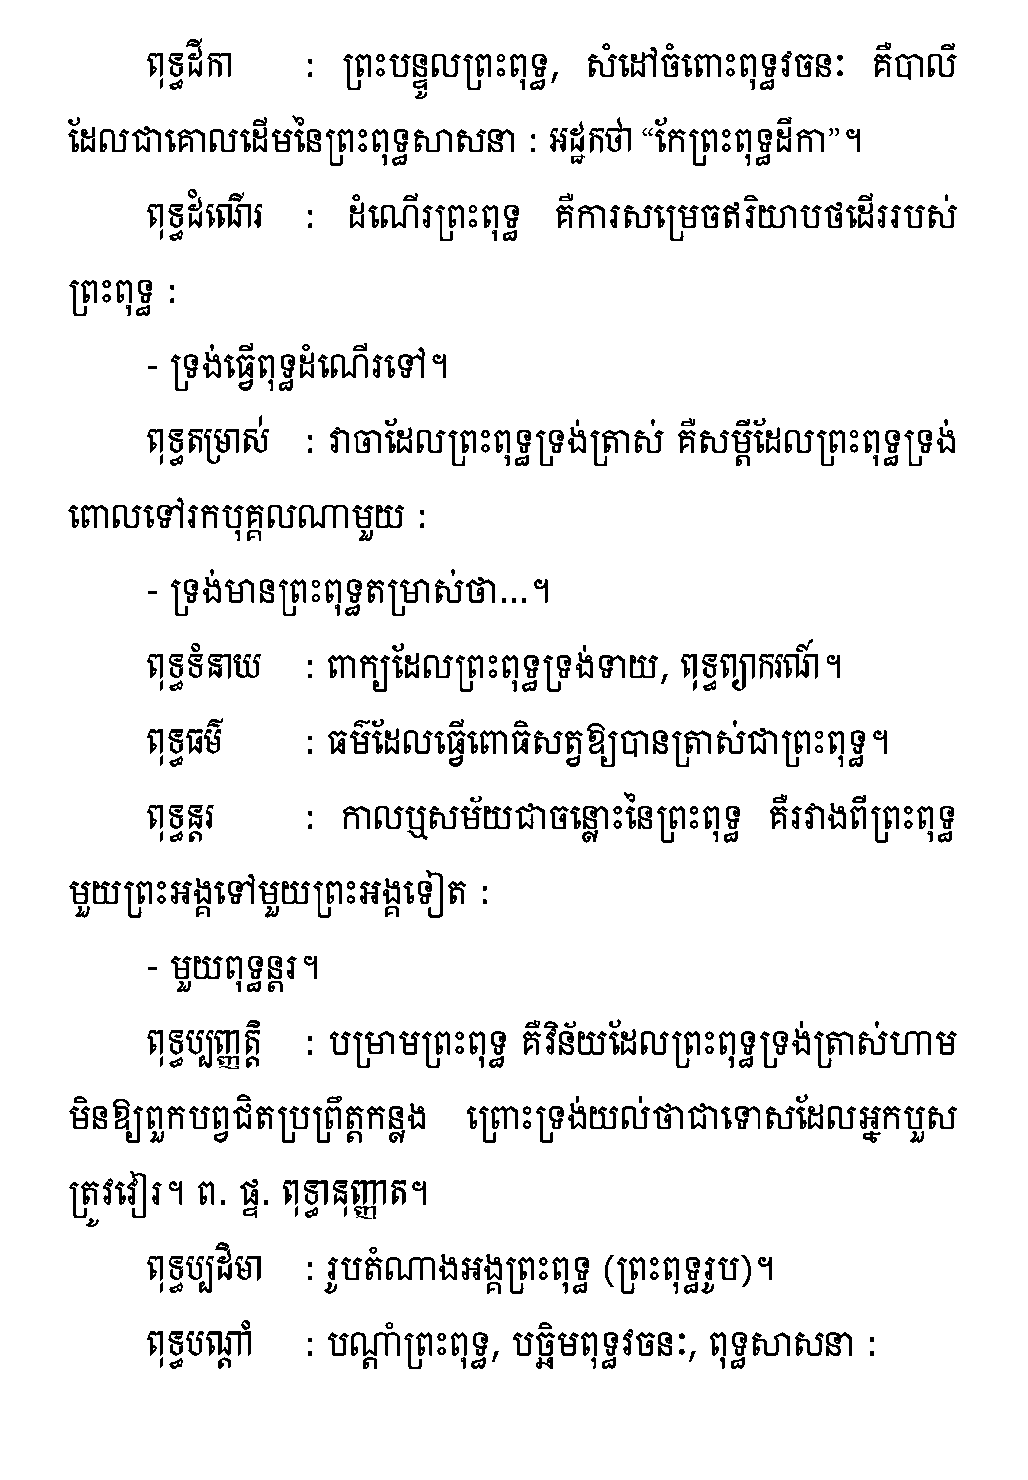 ពុទ្ធដីកា : ព្រះបន្ទូលព្រះពុទ្ធ, សំដៅចំពោះពុទ្ធវចនៈ គឺបាលី
ដែលជាគោលដើមនៃព្រះពុទ្ធសាសនា : អដ្ឋកថា “កែព្រះពុទ្ធដីកា”។
ពុទ្ធដំណើរ : ដំណើរព្រះពុទ្ធ គឺការសម្រេចឥរិយាបថដើររបស់
ព្រះពុទ្ធ :
- ទ្រង់ធ្វើពុទ្ធដំណើរទៅ។
ពុទ្ធតម្រាស់ : វាចាដែលព្រះពុទ្ធទ្រង់ត្រាស់ គឺសម្ដីដែលព្រះពុទ្ធទ្រង់
ពោលទៅរកបុគ្គលណាមួយ :
- ទ្រង់មានព្រះពុទ្ធតម្រាស់ថា...។
ពុទ្ធទំនាយ : ពាក្យដែលព្រះពុទ្ធទ្រង់ទាយ, ពុទ្ធព្យាករណ៍។
ពុទ្ធធម៌ : ធម៌ដែលធ្វើពោធិសត្វឱ្យបានត្រាស់ជាព្រះពុទ្ធ។
ពុទ្ធន្តរ : កាលឬសម័យជាចន្លោះនៃព្រះពុទ្ធ គឺរវាងពីព្រះពុទ្ធ
មួយព្រះអង្គទៅមួយព្រះអង្គទៀត :
- មួយពុទ្ធន្តរ។
ពុទ្ធប្បញ្ញត្តិ : បម្រាមព្រះពុទ្ធ គឺវិន័យដែលព្រះពុទ្ធទ្រង់ត្រាស់ហាម
មិនឱ្យពួកបព្វជិតប្រព្រឹត្តកន្លង ព្រោះទ្រង់យល់ថាជាទោសដែលអ្នកបួស
ត្រូវវៀរ។ ព. ផ្ទ. ពុទ្ធានុញ្ញាត។
ពុទ្ធប្បដិមា : រូបតំណាងអង្គព្រះពុទ្ធ (ព្រះពុទ្ធរូប)។
ពុទ្ធបណ្ដាំ : បណ្ដាំព្រះពុទ្ធ, បច្ឆិមពុទ្ធវចនៈ, ពុទ្ធសាសនា :